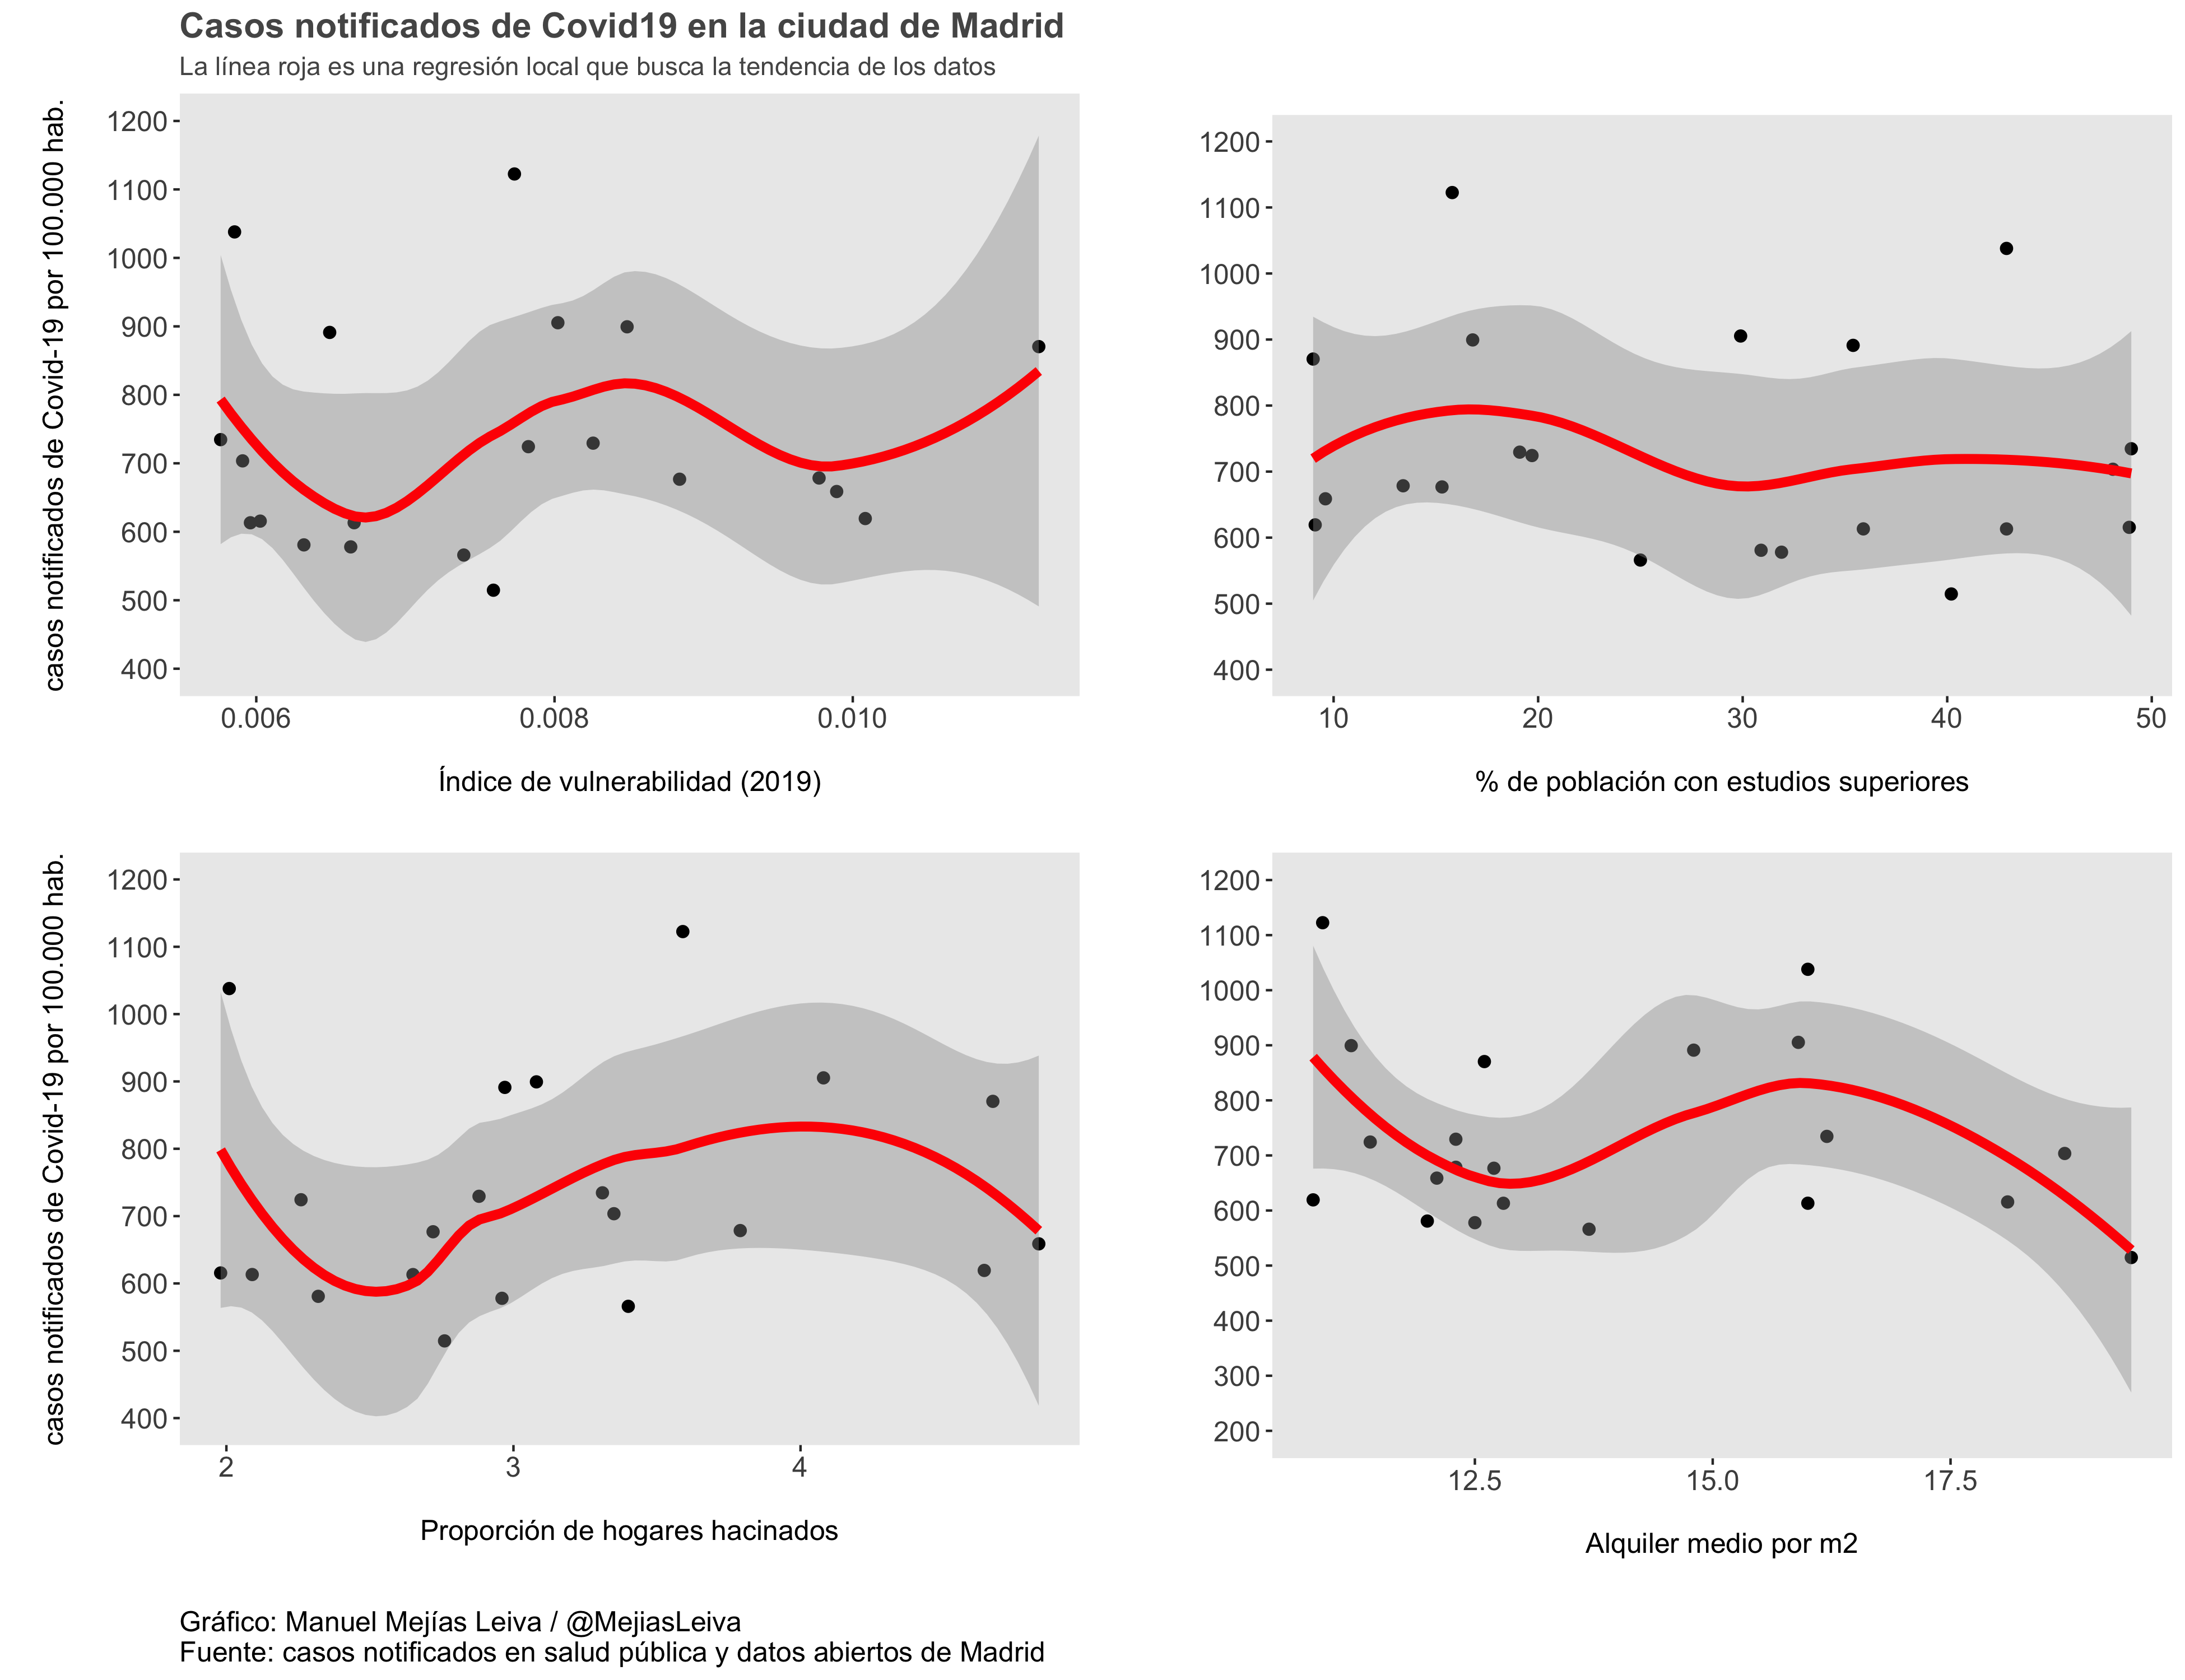 Casos notificados de Covid19 en la ciudad de Madrid
La línea roja es una regresión local que busca la tendencia de los datos
casos notificados de Covid-19 por 100.000 hab.
1200
1100
1000
900
800
700
600
500
400
0.006 0.008 0.010
Índice de vulnerabilidad (2019)
1200
1100
1000
900
800
700
600
500
400
10 20 30 40 50
% de población con estudios superiores
casos notificados de Covid-19 por 100.000 hab.
1200
1100
1000
900
800
700
600
500
400
2 3 4
Proporción de hogares hacinados
1200
1100
1000
900
800
700
600
500
400
300
200
12.5 15.0 17.5
Alquiler medio por m2
Gráfico: Manuel Mejías Leiva / @MejiasLeiva
Fuente: casos notificados en salud pública y datos abiertos de Madrid